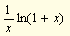 1/x ln(1 + x)